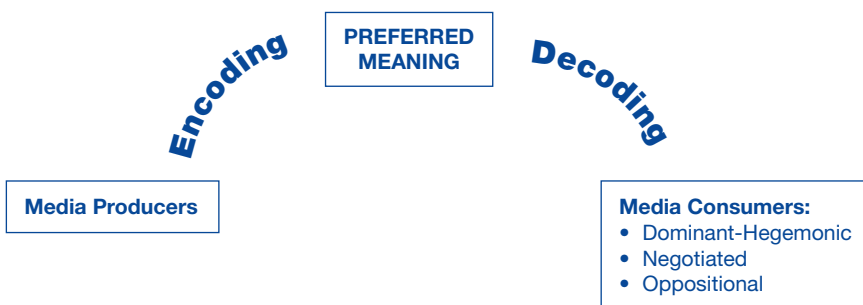 PREFERRED
MEANING
Encoding
Decoding
Media Producers
Media Consumers:
• Dominant-Hegemonic
• Negotiated
• Oppositional